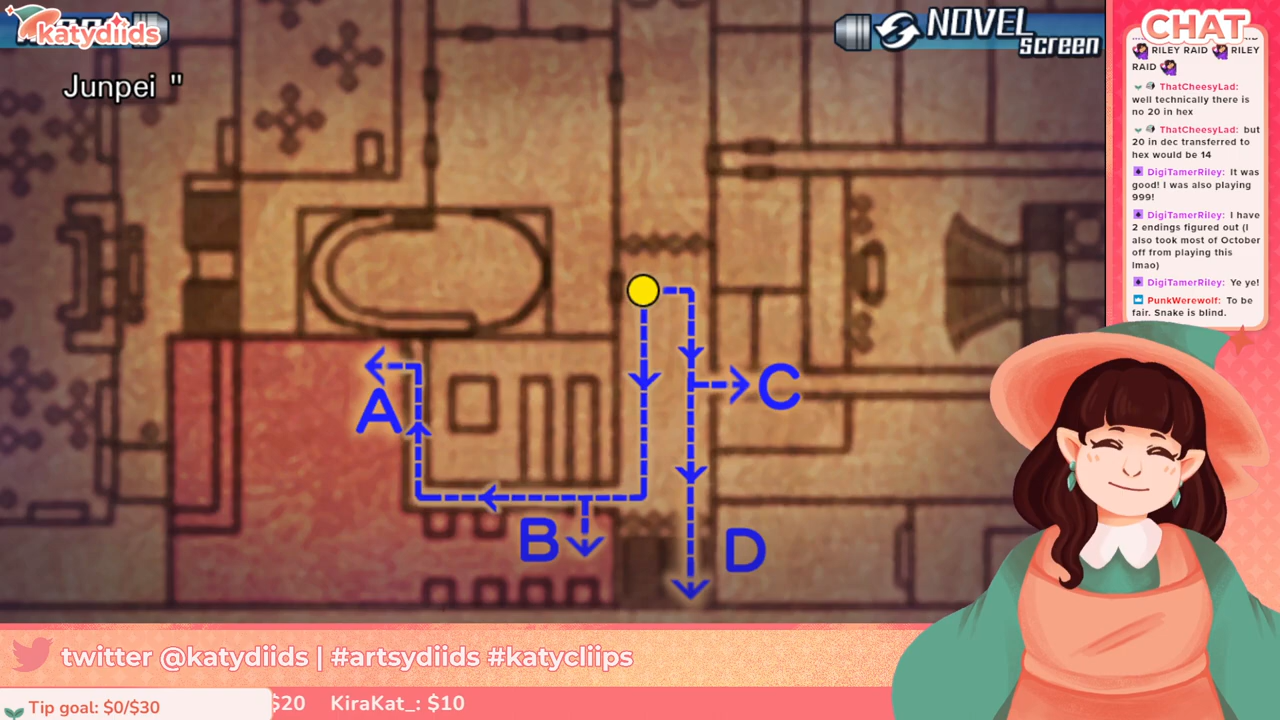 katydiids
NOVEL
screen
Junpei "
A
B
C
D
CHAT
RILEY RAID RILEY
RAID
ThatCheesyLad:
well technically there is
no 20 in hex
ThatCheesyLad: but
20 in dec transferred to
hex would be 14
DigiTamerRiley: It was
good! I was also playing
999!
DigiTamerRiley: I have
2 endings figured out (I
also took most of October
off from playing this
lmao)
DigiTamerRiley: Ye ye!
PunkWerewolf: To be
fair. Snake is blind.
twitter @katydiids | #artsydiids #katycliips
Tip goal: $0/$30
$20 KiraKat_: $10